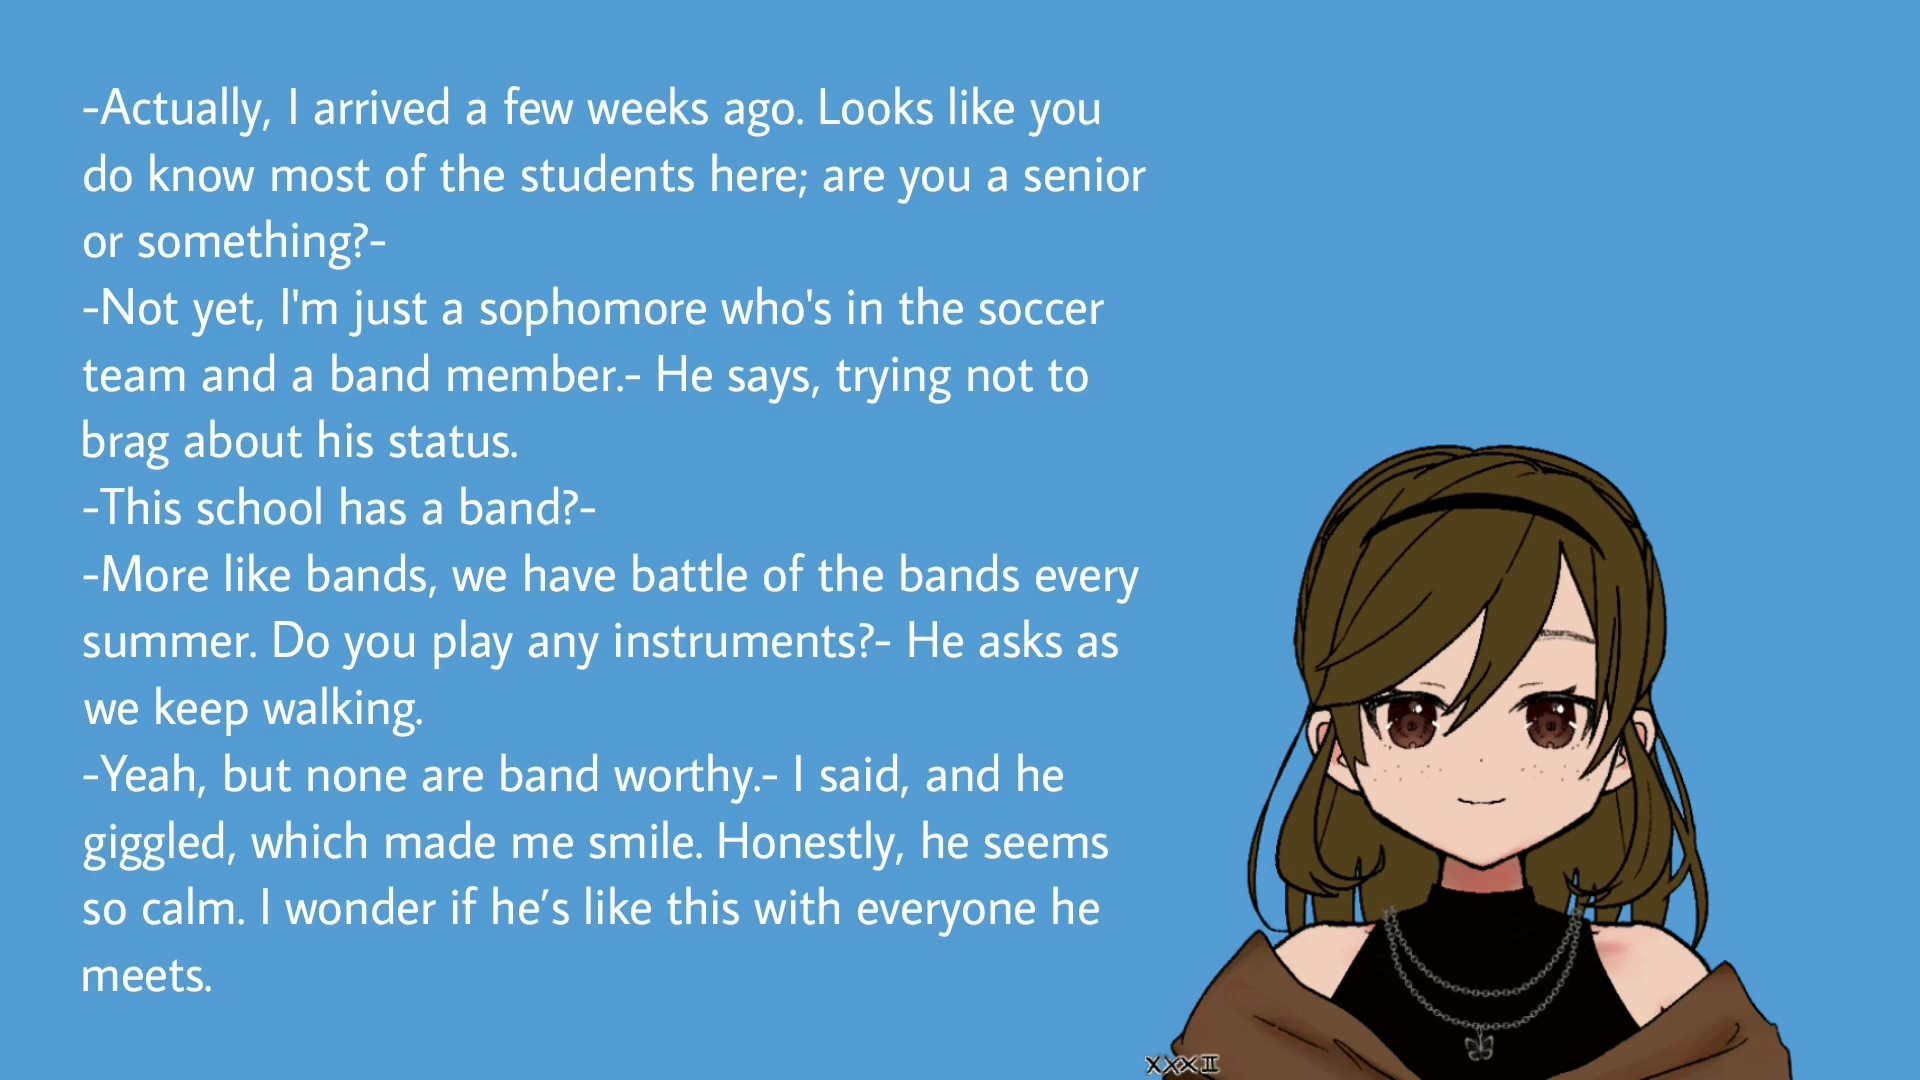 -Actually, I arrived a few weeks ago. Looks like you
do know most of the students here; are you a senior
or something?-
-Not yet, I'm just a sophomore who's in the soccer
team and a band member.- He says, trying not to
brag about his status.
-This school has a band?-
-More like bands, we have battle of the bands every
summer. Do you play any instruments?- He asks as
we keep walking.
-Yeah, but none are band worthy.- I said, and he
giggled, which made me smile. Honestly, he seems
so calm. I wonder if he’s like this with everyone he
meets.
XXXII